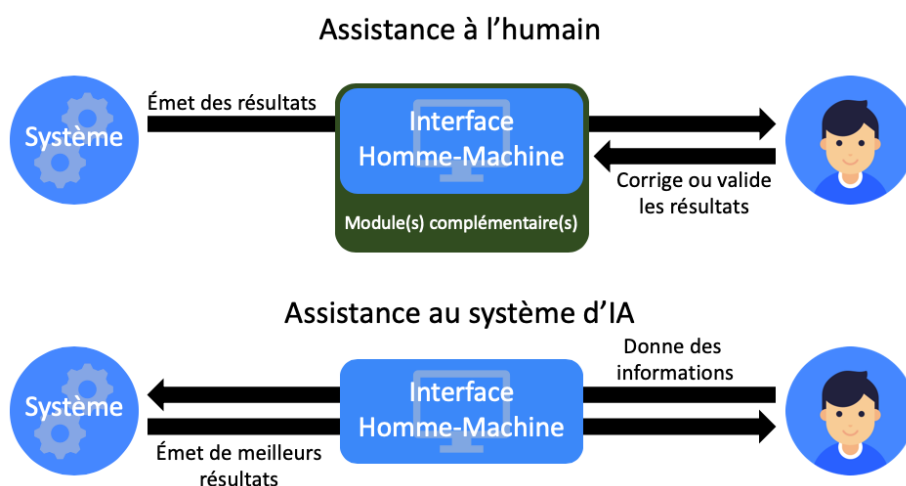 Assistance à l’humain
Émet des résultats
Système
Interface
Homme-Machine
Module(s) complémentaire(s)
Corrige ou valide
les résultats
Assistance au système d’IA
Donne des
informations
Système
Interface
Homme-Machine
Émet de meilleurs
résultats